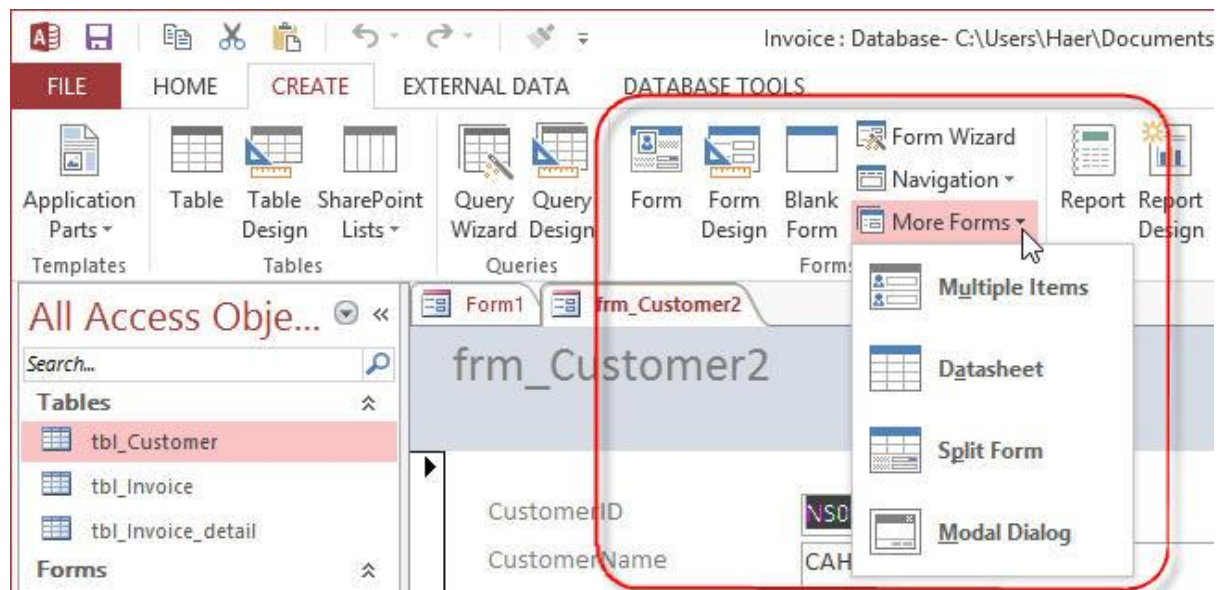 Invoice : Database- C:\Users\Haer\Documents
FILE HOME CREATE EXTERNAL DATA DATABASE TOOLS
Form Wizard
Navigation
More Forms
Application Parts
Table
Table Design
SharePoint Lists
Query Wizard
Query Design
Form
Form Design
Blank Form
Report
Report Design
Templates Tables Queries Forms
Multiple Items
Datasheet
Split Form
Modal Dialog
All Access Obje...
Search...
Tables
tbl_Customer
tbl_Invoice
tbl_Invoice_detail
Forms
Form1 frm_Customer2
frm_Customer2
CustomerID NS0
CustomerName CAH